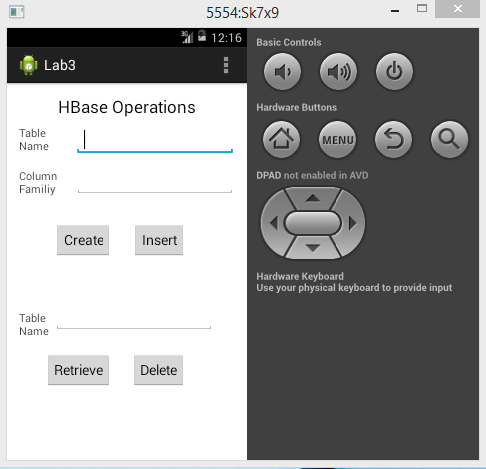 5554:Sk7x9
3G 12:16
Lab3
HBase Operations
Table
Name
Column
Familiy
Create Insert
Table
Name
Retrieve Delete
Basic Controls
Hardware Buttons
MENU
DPAD not enabled in AVD
Hardware Keyboard
Use your physical keyboard to provide input